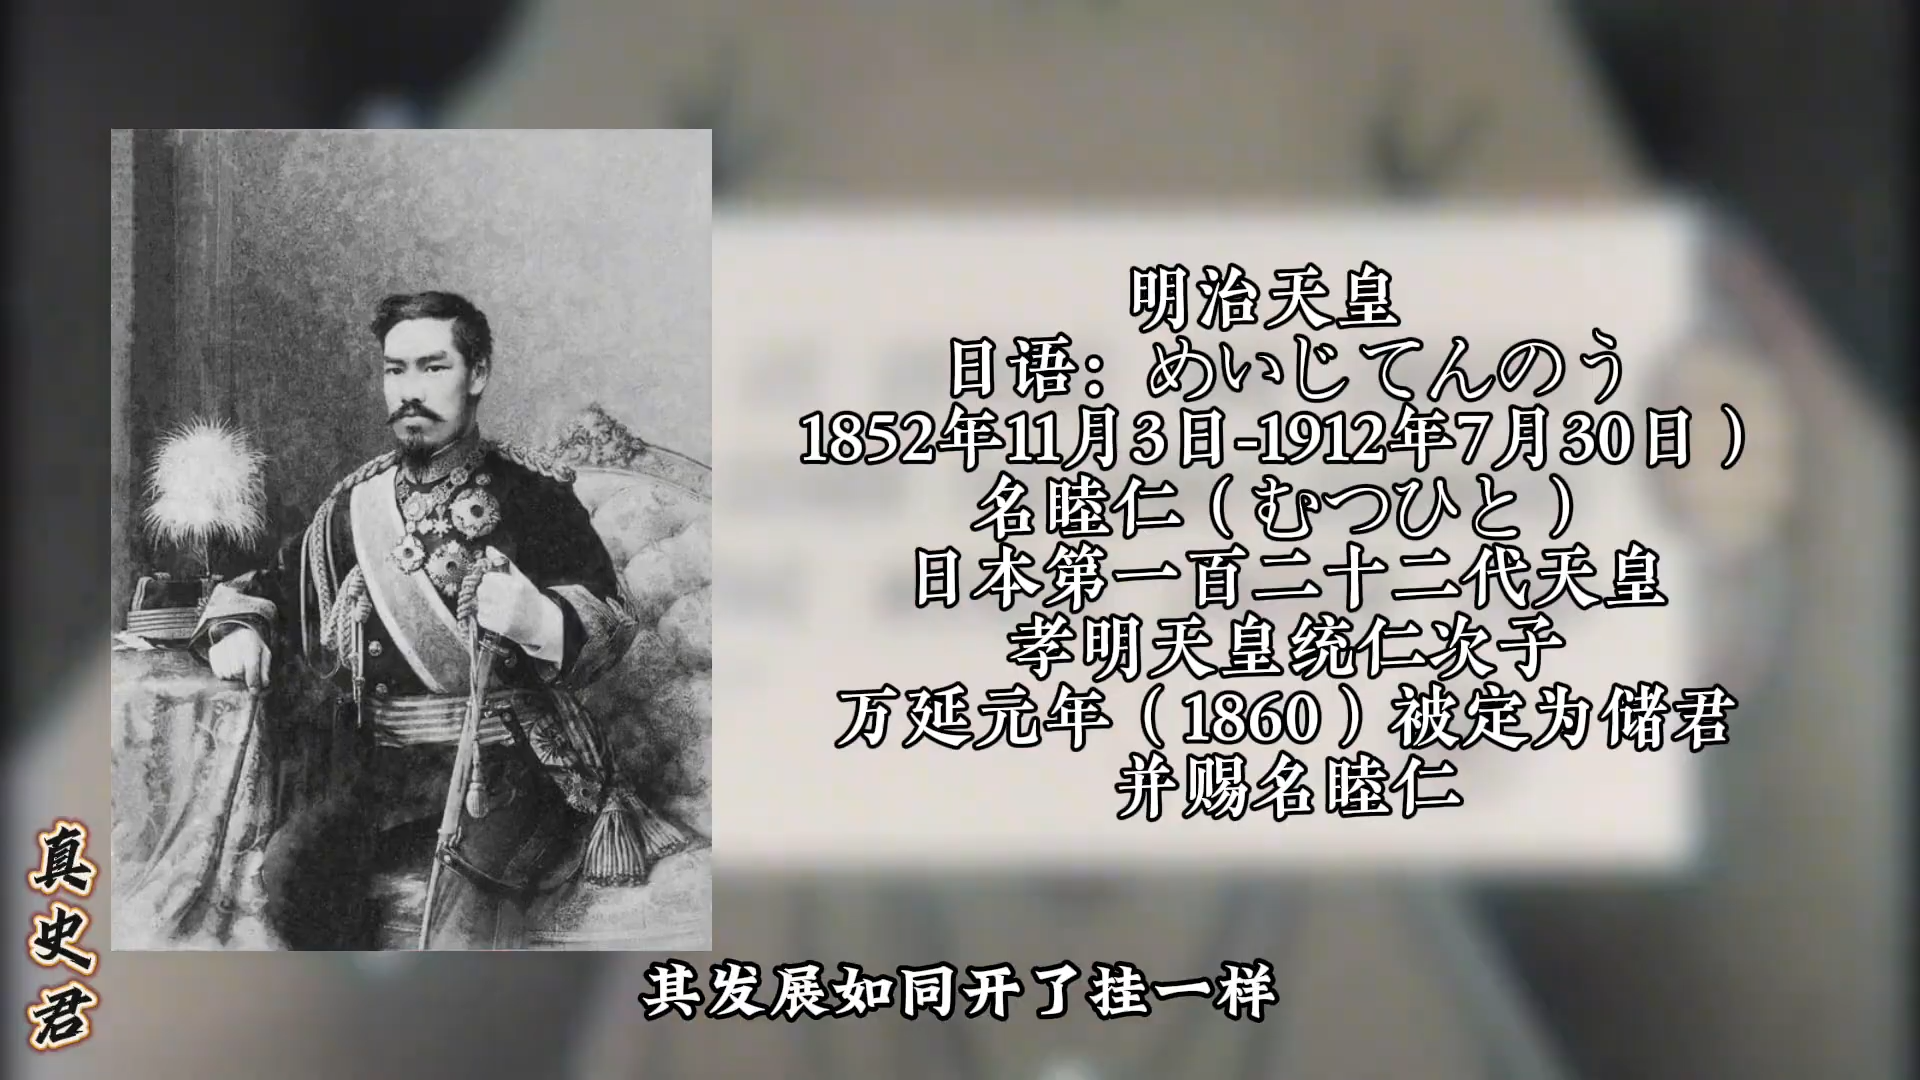 明治天皇
日语：めいじてんのう
1852年11月3日-1912年7月30日）
名睦仁（むつひと）
日本第一百二十二代天皇
孝明天皇统仁次子
万延元年（1860）被定为储君
并赐名睦仁
真史君
其发展如同开了挂一样